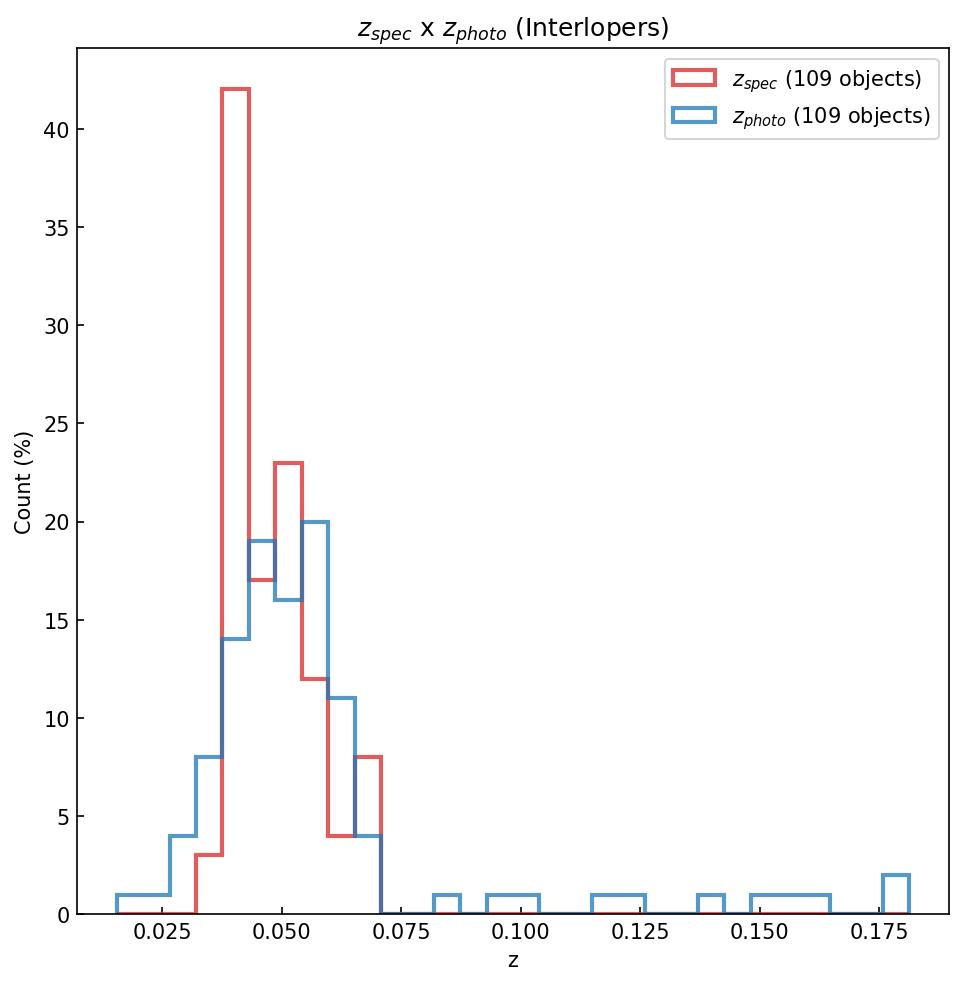 z_spec x z_photo (Interlopers)
z_spec (109 objects)
z_photo (109 objects)
Count (%)
40
35
30
25
20
15
10
5
0
0.025 0.050 0.075 0.100 0.125 0.150 0.175
z